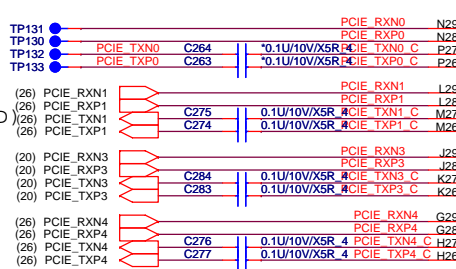 TP131 PCIE_RXN0 N29
TP130 PCIE_RXP0 N28
TP132 PCIE_TXN0 C264 *0.1U/10V/X5R_4 PCIE_TXN0_C P27
TP133 PCIE_TXP0 C263 *0.1U/10V/X5R_4 PCIE_TXP0_C P26
(26) PCIE_RXN1 PCIE_RXN1 L29
(26) PCIE_RXP1 PCIE_RXP1 L28
D) (26) PCIE_TXN1 C275 0.1U/10V/X5R_4 PCIE_TXN1_C M27
(26) PCIE_TXP1 C274 0.1U/10V/X5R_4 PCIE_TXP1_C M26
(20) PCIE_RXN3 PCIE_RXN3 J29
(20) PCIE_RXP3 PCIE_RXP3 J28
(20) PCIE_TXN3 C284 0.1U/10V/X5R_4 PCIE_TXN3_C K27
(20) PCIE_TXP3 C283 0.1U/10V/X5R_4 PCIE_TXP3_C K26
(26) PCIE_RXN4 PCIE_RXN4 G29
(26) PCIE_RXP4 PCIE_RXP4 G28
(26) PCIE_TXN4 C276 0.1U/10V/X5R_4 PCIE_TXN4_C H27
(26) PCIE_TXP4 C277 0.1U/10V/X5R_4 PCIE_TXP4_C H26